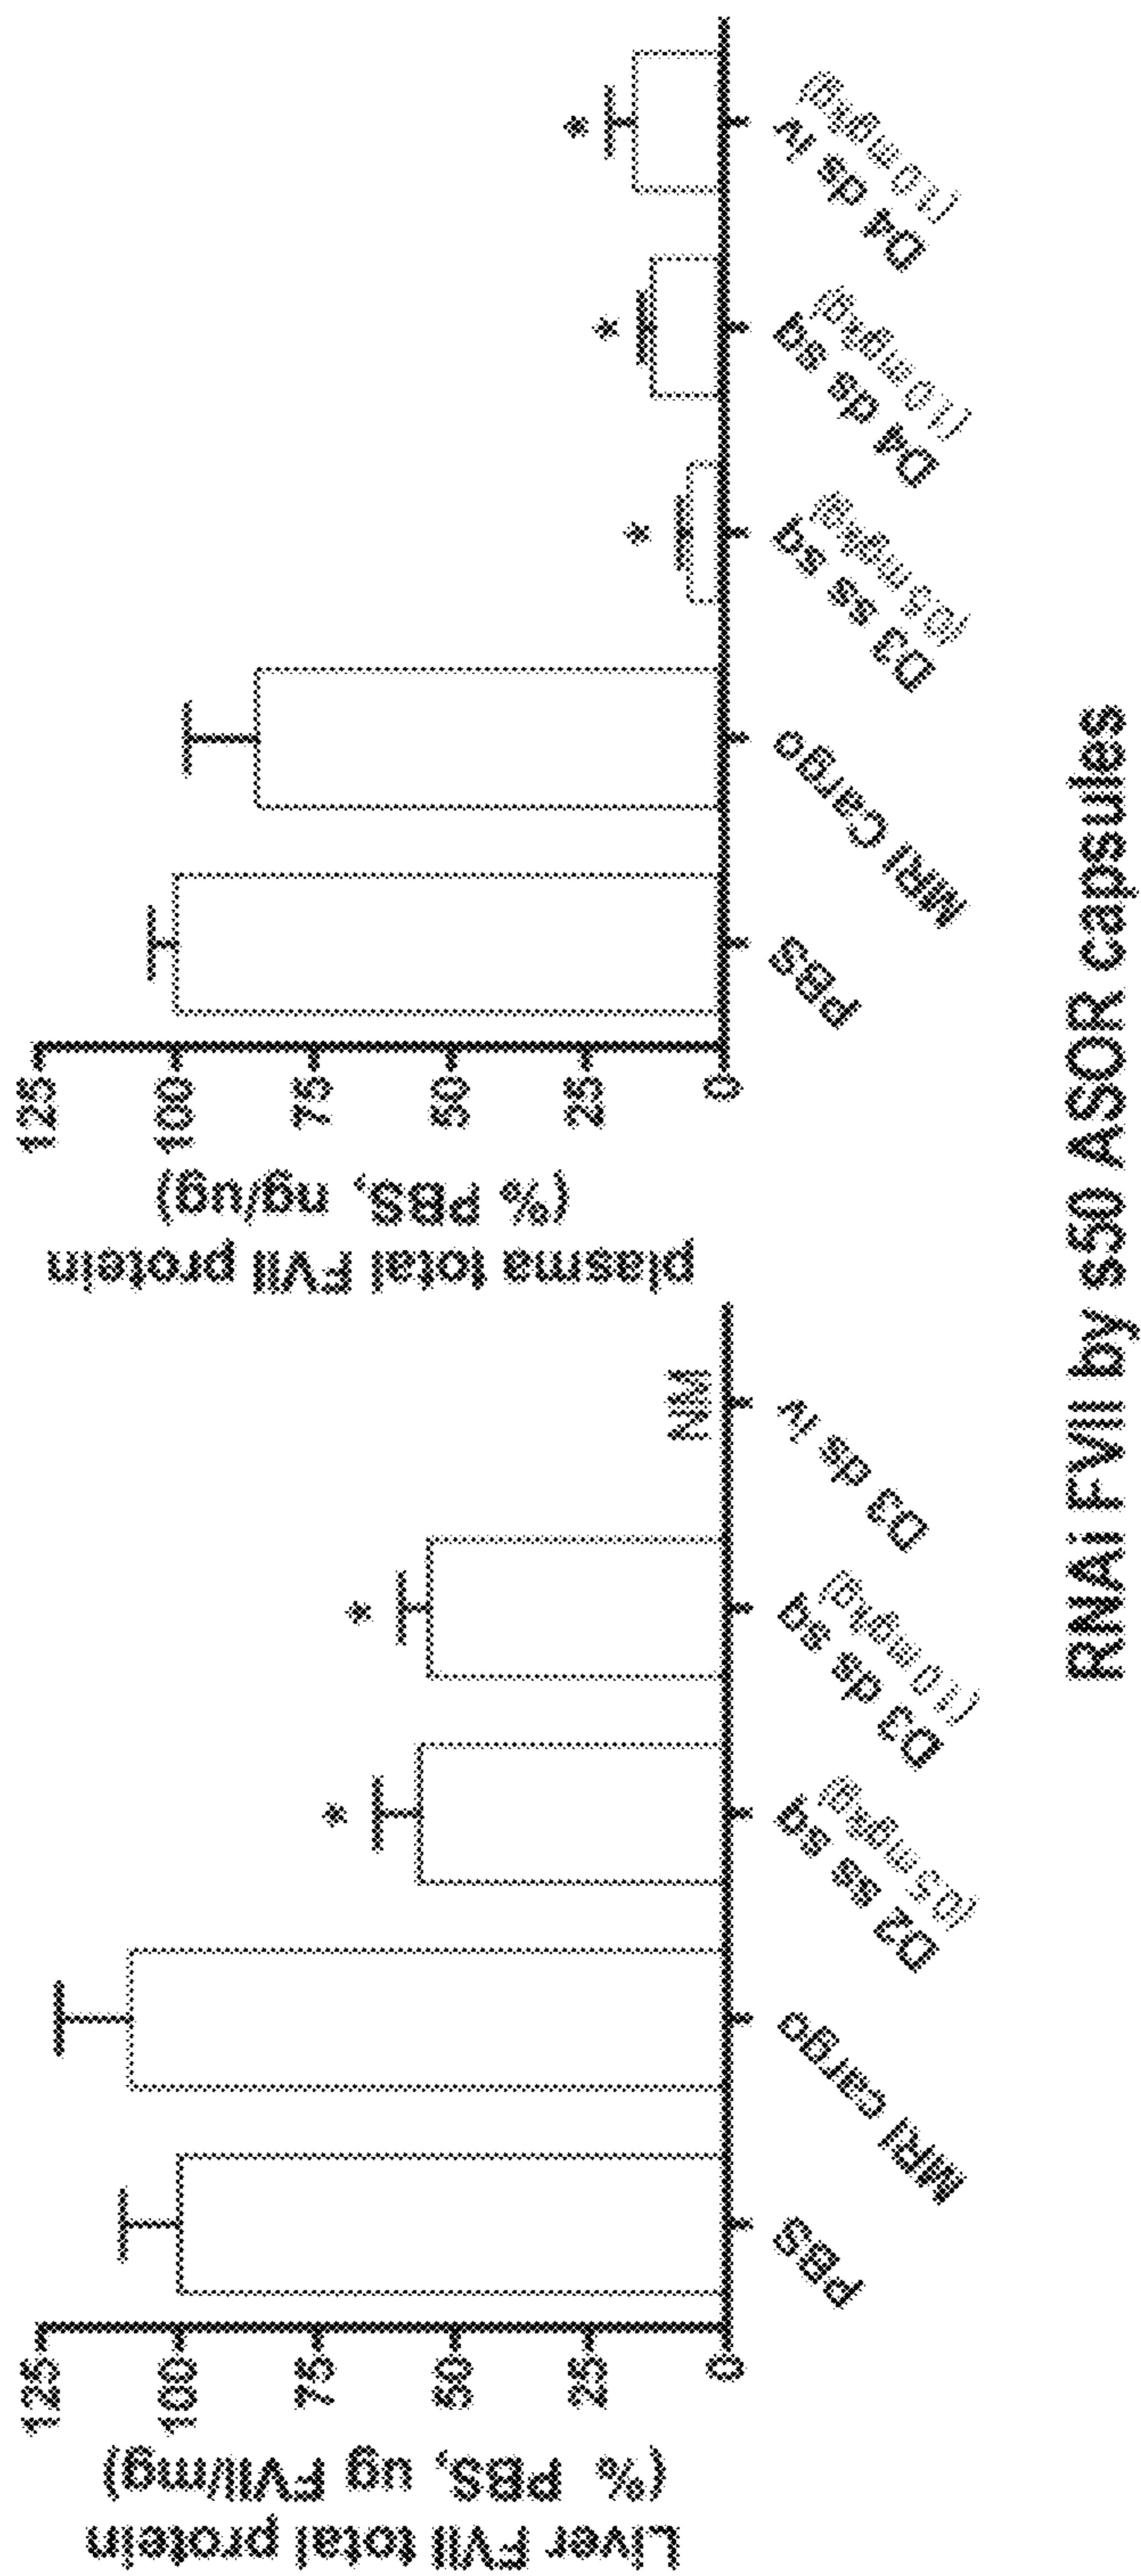 Liver FVII total protein
(% PBS, ug FVII/mg)
125
100
75
50
25
0
*
*
NM
PBS
MRI cargo
D2 ss sq
(0.5 mg/kg)
D3 ds sq
(1.0 mg/kg)
D3 ds iv
plasma total FVII protein
(% PBS, ng/ug)
125
100
75
50
25
0
*
*
*
PBS
MRI Cargo
D3 ss sq
(0.5 mg/kg)
D4 ds sq
(1.0 mg/kg)
D4 ds iv
(1.0 mg/kg)
RNAi FVII by s50 ASOR capsules